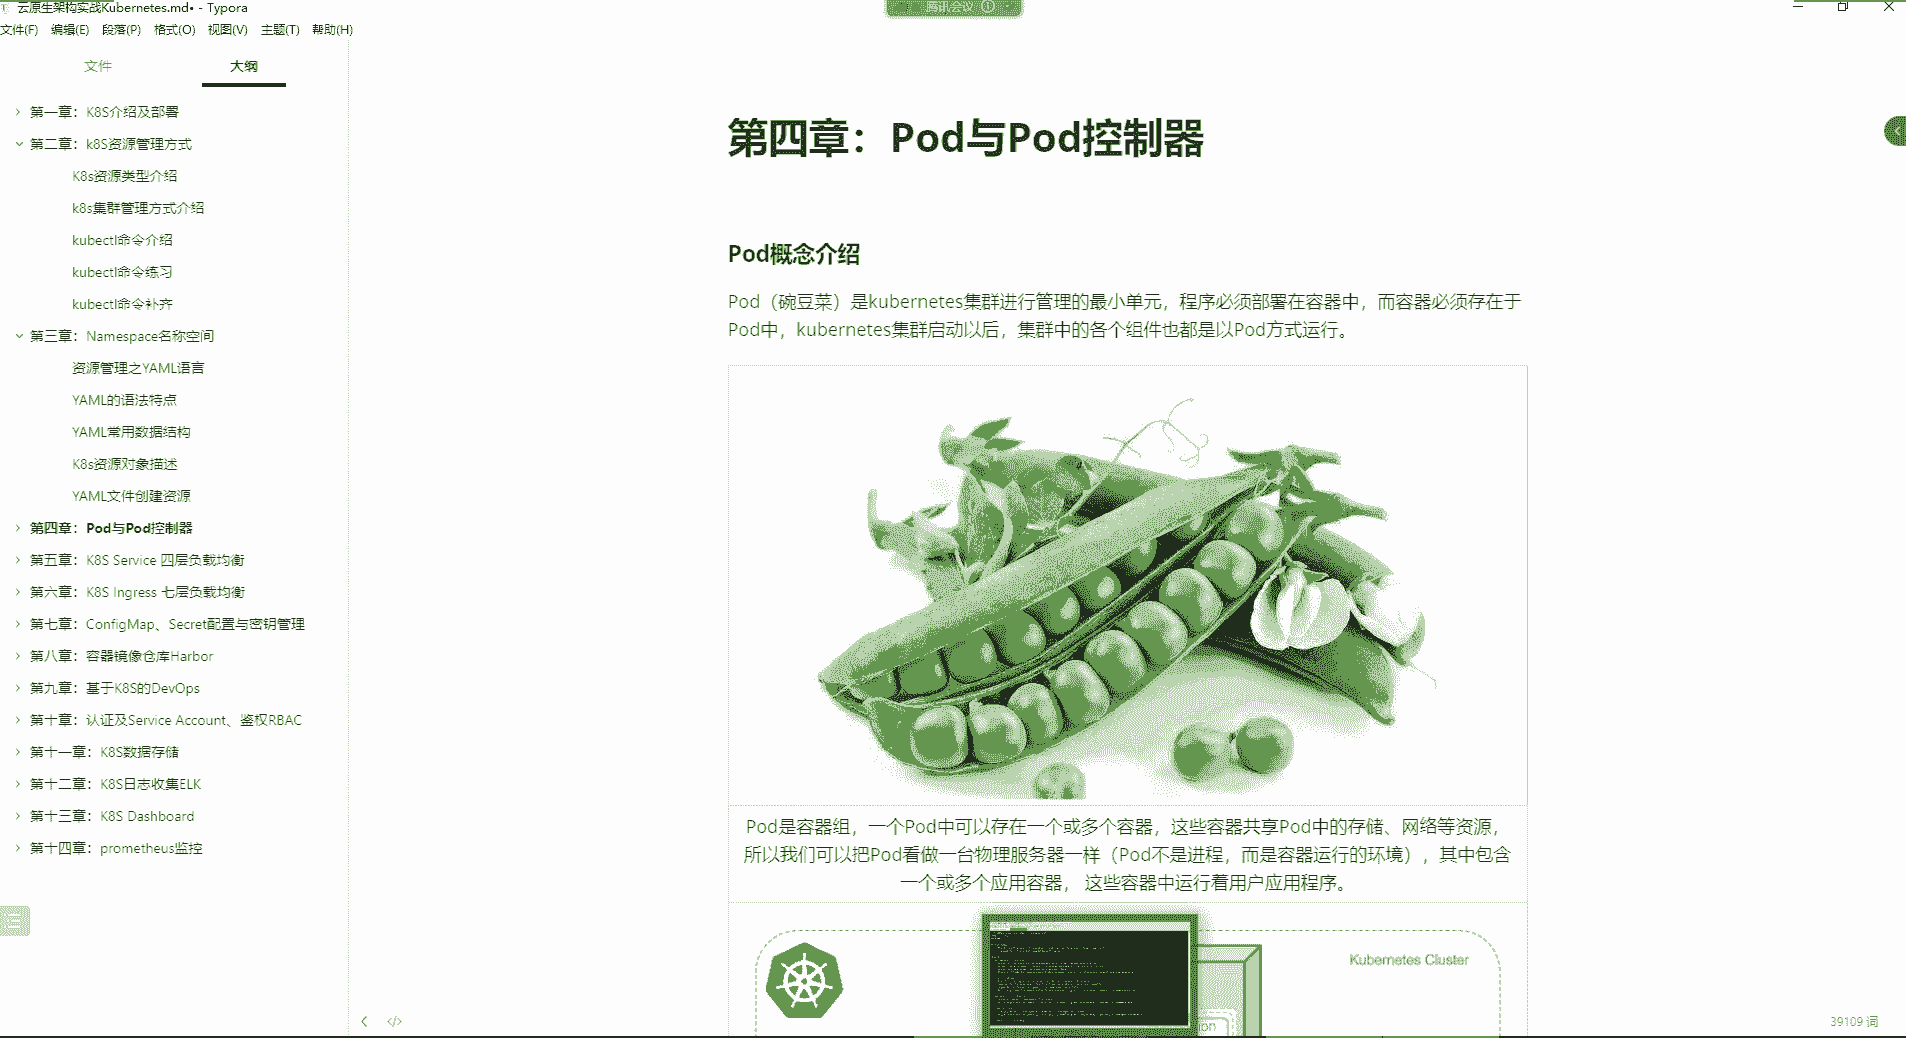 云原生架构实战Kubernetes.md• - Typora
腾讯会议
文件(F) 编辑(E) 段落(P) 格式(O) 视图(V) 主题(T) 帮助(H)
文件 大纲
第一章：K8S介绍及部署
第二章：k8S资源管理方式
K8s资源类型介绍
k8s集群管理方式介绍
kubectl命令介绍
kubectl命令练习
kubectl命令补齐
第三章：Namespace名称空间
资源管理之YAML语言
YAML的语法特点
YAML常用数据结构
K8s资源对象描述
YAML文件创建资源
第四章：Pod与Pod控制器
第五章：K8S Service 四层负载均衡
第六章：K8S Ingress 七层负载均衡
第七章：ConfigMap、Secret配置与密钥管理
第八章：容器镜像仓库Harbor
第九章：基于K8S的DevOps
第十章：认证及Service Account、鉴权RBAC
第十一章：K8S数据存储
第十二章：K8S日志收集ELK
第十三章：K8S Dashboard
第十四章：prometheus监控
第四章：Pod与Pod控制器
Pod概念介绍
Pod（碗豆菜）是kubernetes集群进行管理的最小单元，程序必须部署在容器中，而容器必须存在于
Pod中，kubernetes集群启动以后，集群中的各个组件也都是以Pod方式运行。
Pod是容器组，一个Pod中可以存在一个或多个容器，这些容器共享Pod中的存储、网络等资源，
所以我们可以把Pod看做一台物理服务器一样（Pod不是进程，而是容器运行的环境），其中包含
一个或多个应用容器， 这些容器中运行着用户应用程序。
Kubernetes Cluster
ion
</>
39109 词